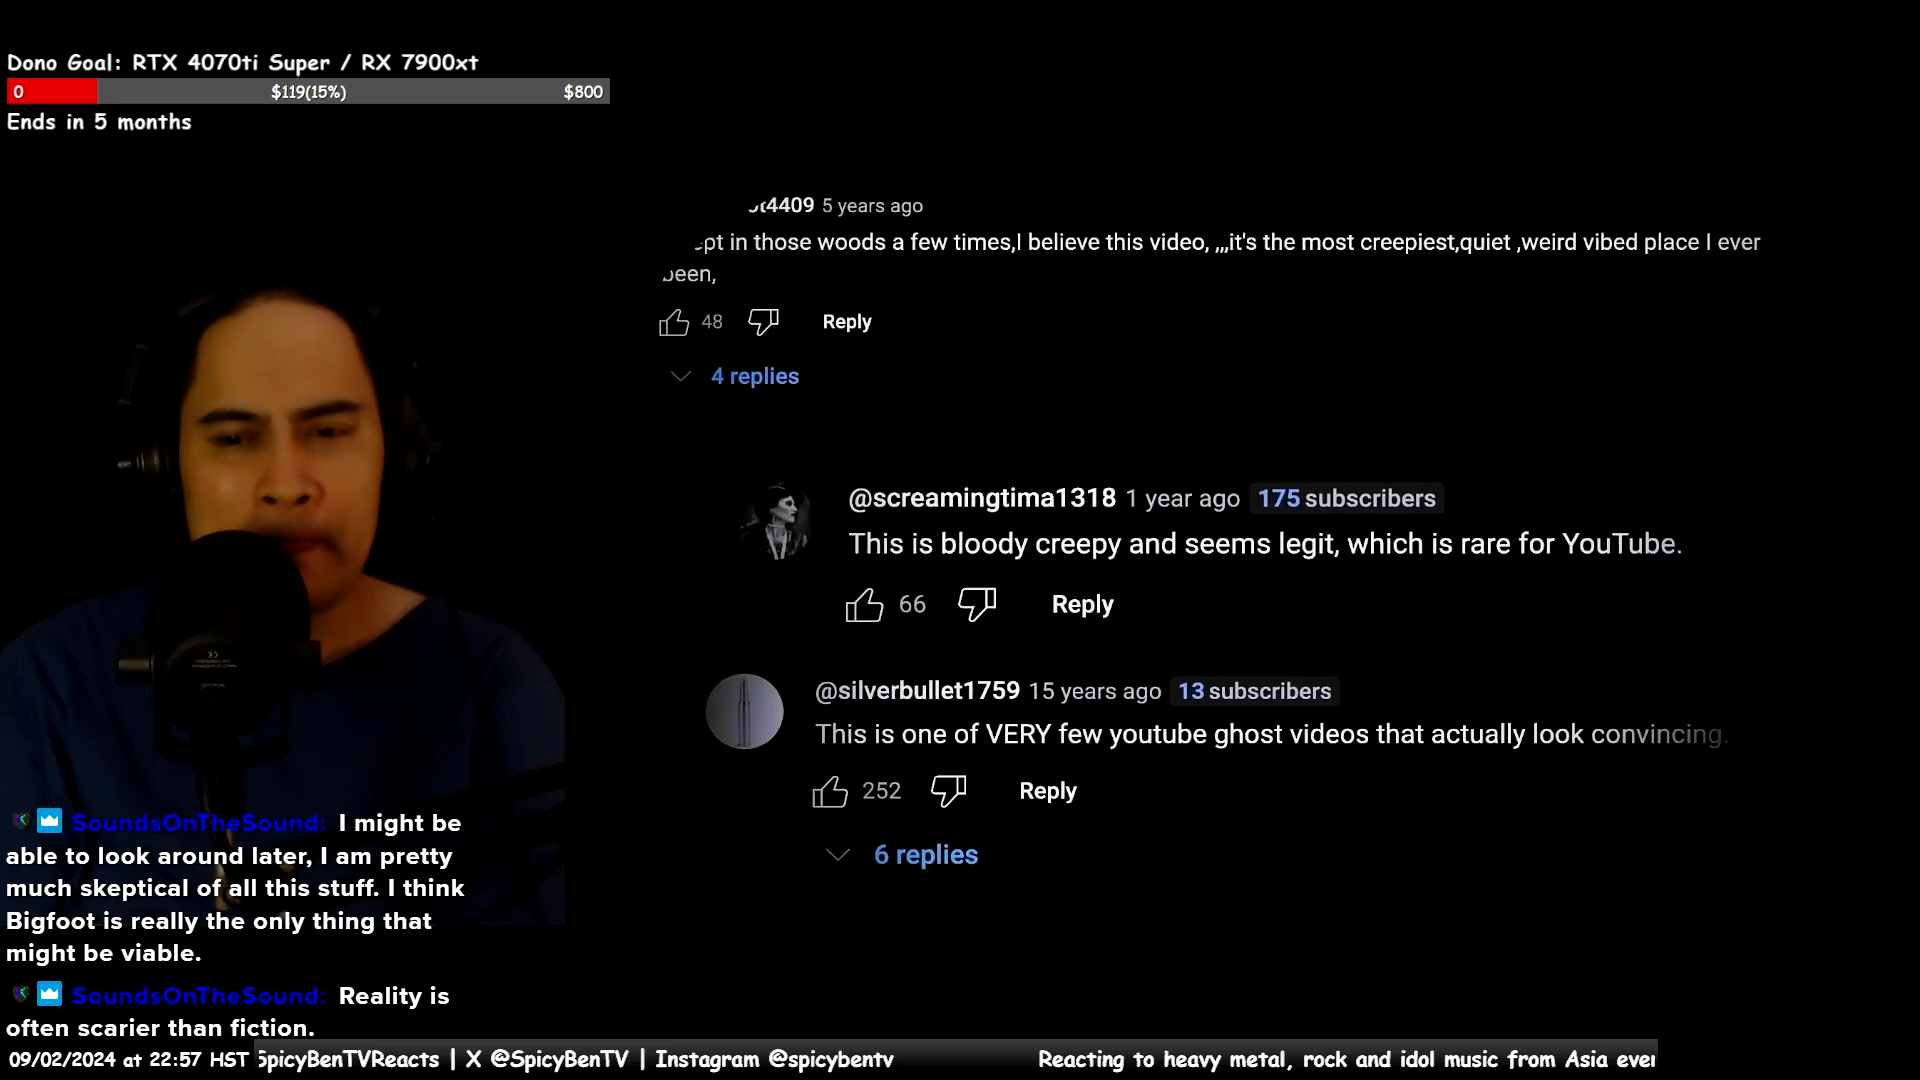 Dono Goal: RTX 4070ti Super / RX 7900xt
0 $119(15%) $800
Ends in 5 months
t4409 5 years ago
in those woods a few times,I believe this video, ,,,it's the most creepiest,quiet ,weird vibed place I ever
been,
48 Reply
4 replies
@screamingtima1318 1 year ago 175 subscribers
This is bloody creepy and seems legit, which is rare for YouTube.
66 Reply
@silverbullet1759 15 years ago 13 subscribers
This is one of VERY few youtube ghost videos that actually look convincing.
252 Reply
6 replies
SoundsOnTheSound: I might be
able to look around later, I am pretty
much skeptical of all this stuff. I think
Bigfoot is really the only thing that
might be viable.
SoundsOnTheSound: Reality is
often scarier than fiction.
09/02/2024 at 22:57 HST SpicyBenTVReacts | X @SpicyBenTV | Instagram @spicybentv Reacting to heavy metal, rock and idol music from Asia ever